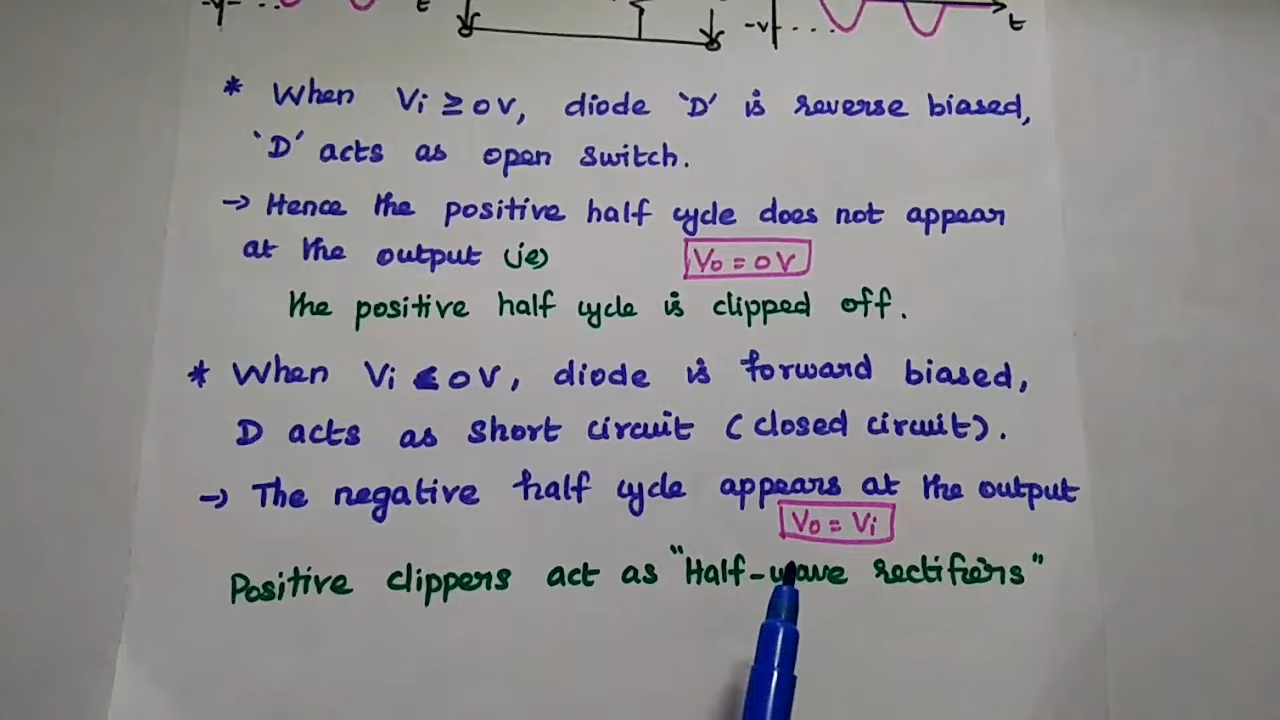 -V ... t -V ... t
* When Vi ≥ 0V, diode 'D' is reverse biased,
'D' acts as open switch.
→ Hence the positive half cycle does not appear
at the output (ie) V0 = 0V
the positive half cycle is clipped off.
* When Vi < 0V, diode is forward biased,
D acts as short circuit (closed circuit).
→ The negative half cycle appears at the output
V0 = Vi
Positive clippers act as "Half-wave rectifiers"